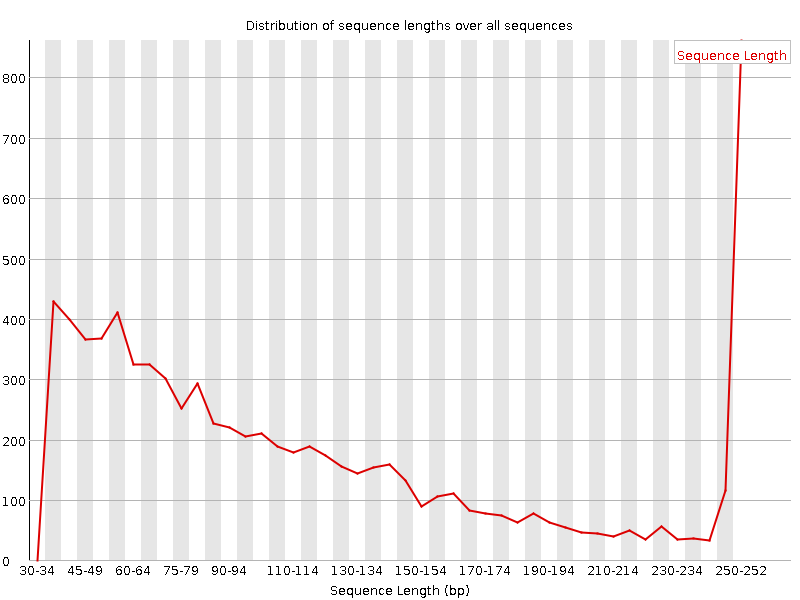 Distribution of sequence lengths over all sequences
Sequence Length
800
700
600
500
400
300
200
100
0
30-34 45-49 60-64 75-79 90-94 110-114 130-134 150-154 170-174 190-194 210-214 230-234 250-252
Sequence Length (bp)